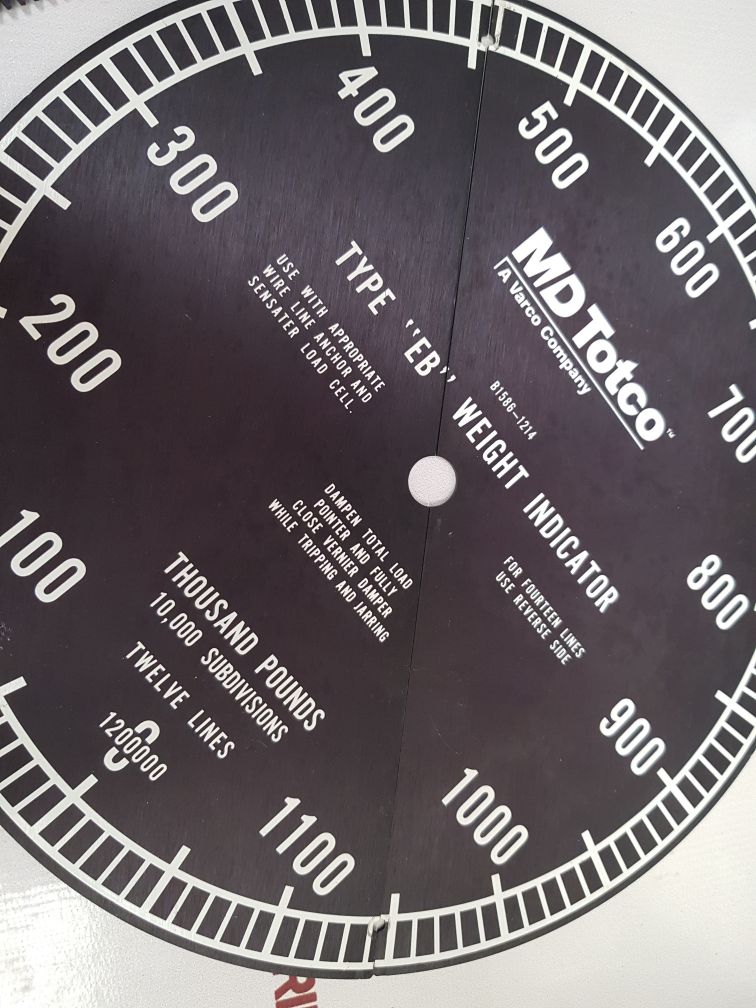 400
500
300
600
200
700
100
800
900
1000
1100
0
1200000
MD Totco™
A Varco Company
B1586-1214
TYPE "EB" WEIGHT INDICATOR
USE WITH APPROPRIATE
WIRE LINE ANCHOR AND
SENSATER LOAD CELL.
FOR FOURTEEN LINES
USE REVERSE SIDE
DAMPEN TOTAL LOAD
POINTER AND FULLY
CLOSE VERNIER DAMPER
WHILE TRIPPING AND JARRING
THOUSAND POUNDS
10,000 SUBDIVISIONS
TWELVE LINES